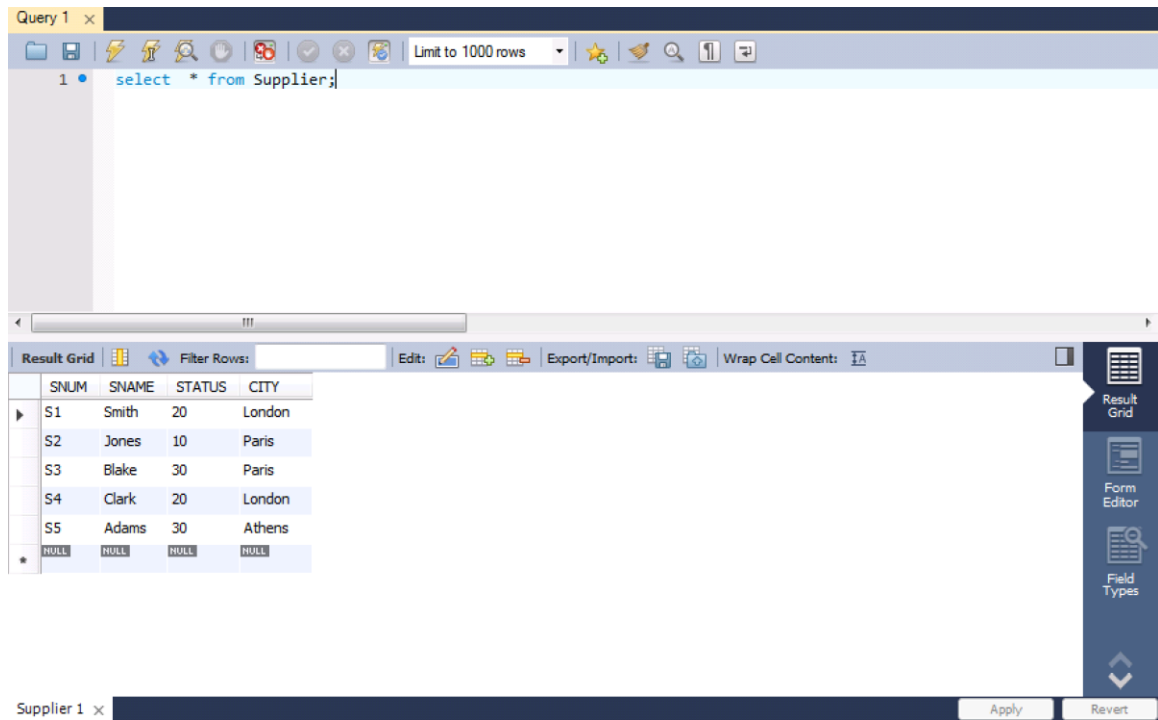 Query 1
Limit to 1000 rows
1 select * from Supplier;
Result Grid Filter Rows: Edit: Export/Import: Wrap Cell Content:
SNUM SNAME STATUS CITY
S1 Smith 20 London
S2 Jones 10 Paris
S3 Blake 30 Paris
S4 Clark 20 London
S5 Adams 30 Athens
NULL NULL NULL NULL
Result
Grid
Form
Editor
Field
Types
Supplier 1
Apply Revert